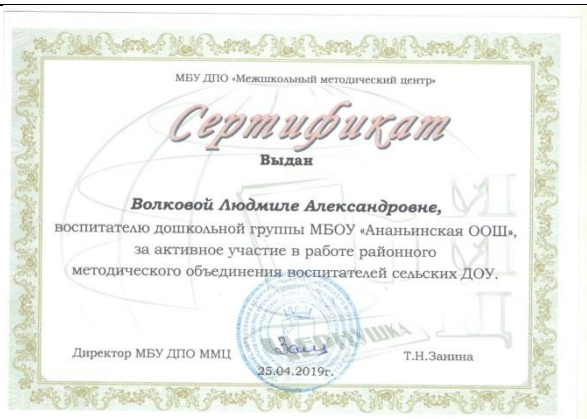 МБУ ДПО «Межшкольный методический центр»
Сертификат
Выдан
Волковой Людмиле Александровне,
воспитателю дошкольной группы МБОУ «Ананьинская ООШ»,
за активное участие в работе районного
методического объединения воспитателей сельских ДОУ.
Директор МБУ ДПО ММЦ
Т.Н.Занина
25.04.2019г.